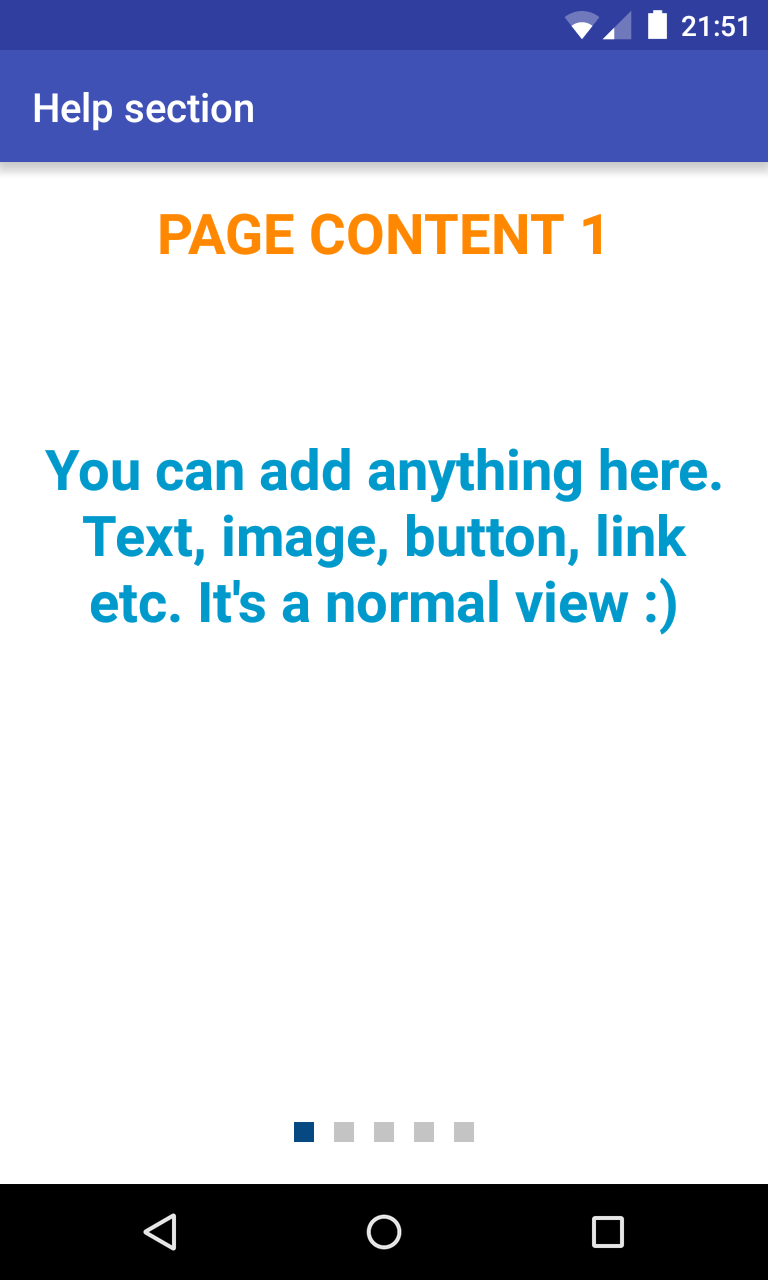 21:51
Help section
PAGE CONTENT 1
You can add anything here.
Text, image, button, link
etc. It's a normal view :)